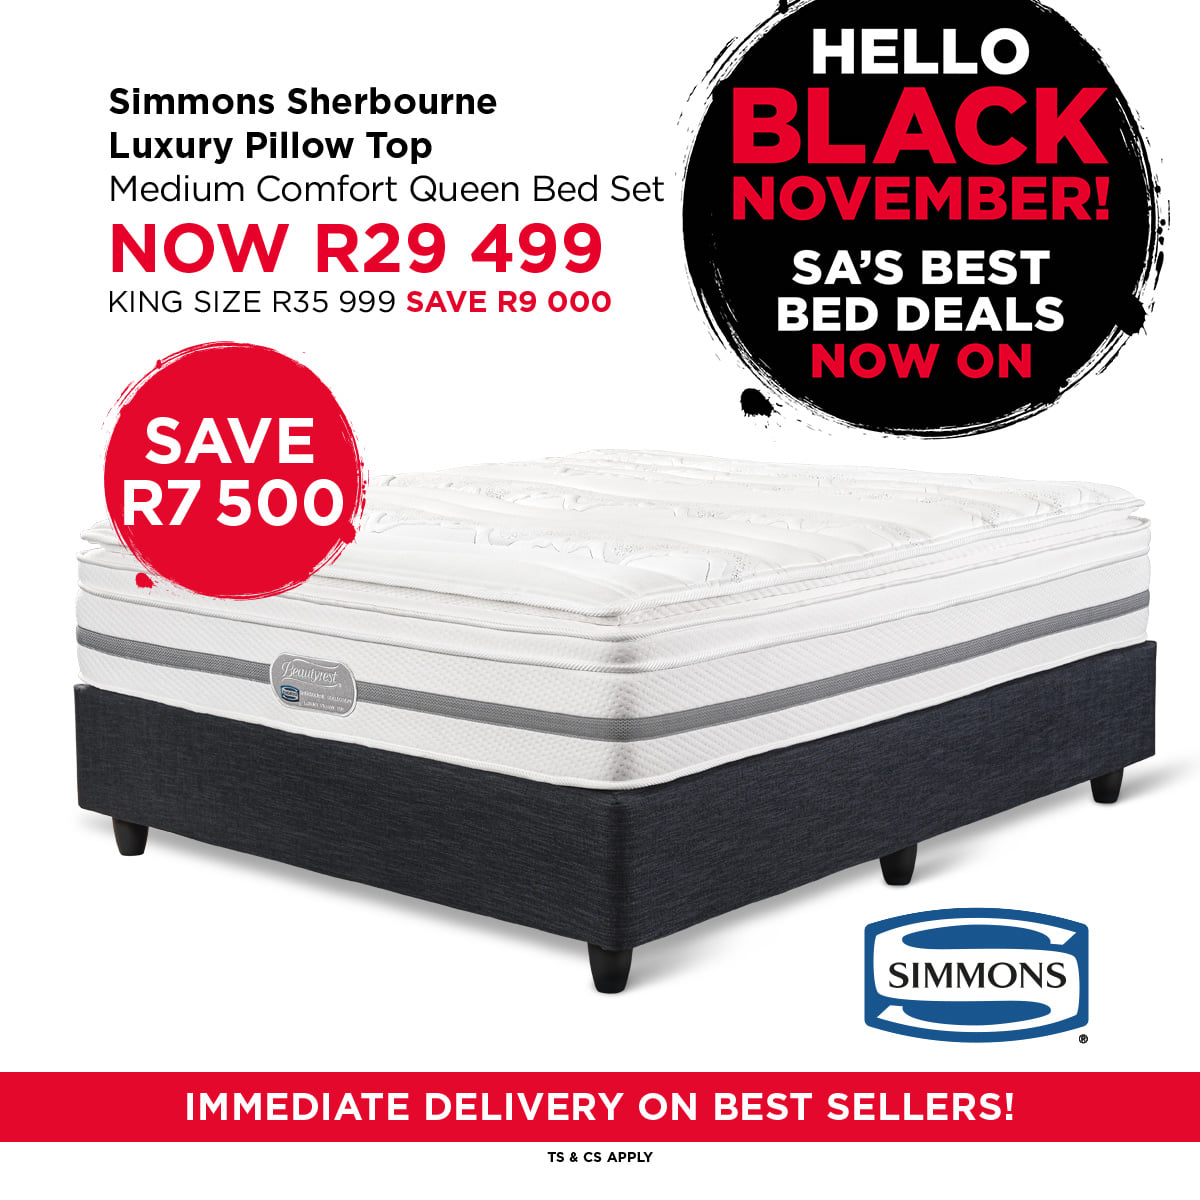 Simmons Sherbourne
Luxury Pillow Top
Medium Comfort Queen Bed Set
NOW R29 499
KING SIZE R35 999 SAVE R9 000
HELLO
BLACK
NOVEMBER!
SA'S BEST
BED DEALS
NOW ON
SAVE
R7 500
Beautyrest
SIMMONS
SIMMONS
IMMEDIATE DELIVERY ON BEST SELLERS!
TS & CS APPLY